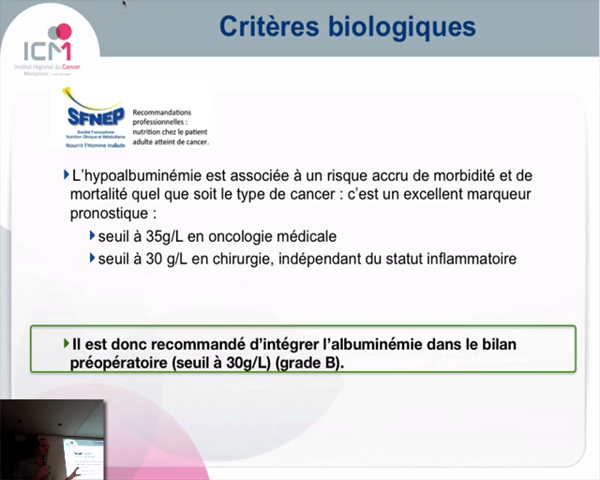 Critères biologiques
ICM
Institut régional du Cancer
Montpellier
SFNEP
Société Francophone
Nutrition Clinique et Métabolisme
Nourrir l'Homme malade
Recommandations
professionnelles :
nutrition chez le patient
adulte atteint de cancer.
L'hypoalbuminémie est associée à un risque accru de morbidité et de
mortalité quel que soit le type de cancer : c'est un excellent marqueur
pronostique :
seuil à 35g/L en oncologie médicale
seuil à 30 g/L en chirurgie, indépendant du statut inflammatoire
Il est donc recommandé d'intégrer l'albuminémie dans le bilan
préopératoire (seuil à 30g/L) (grade B).